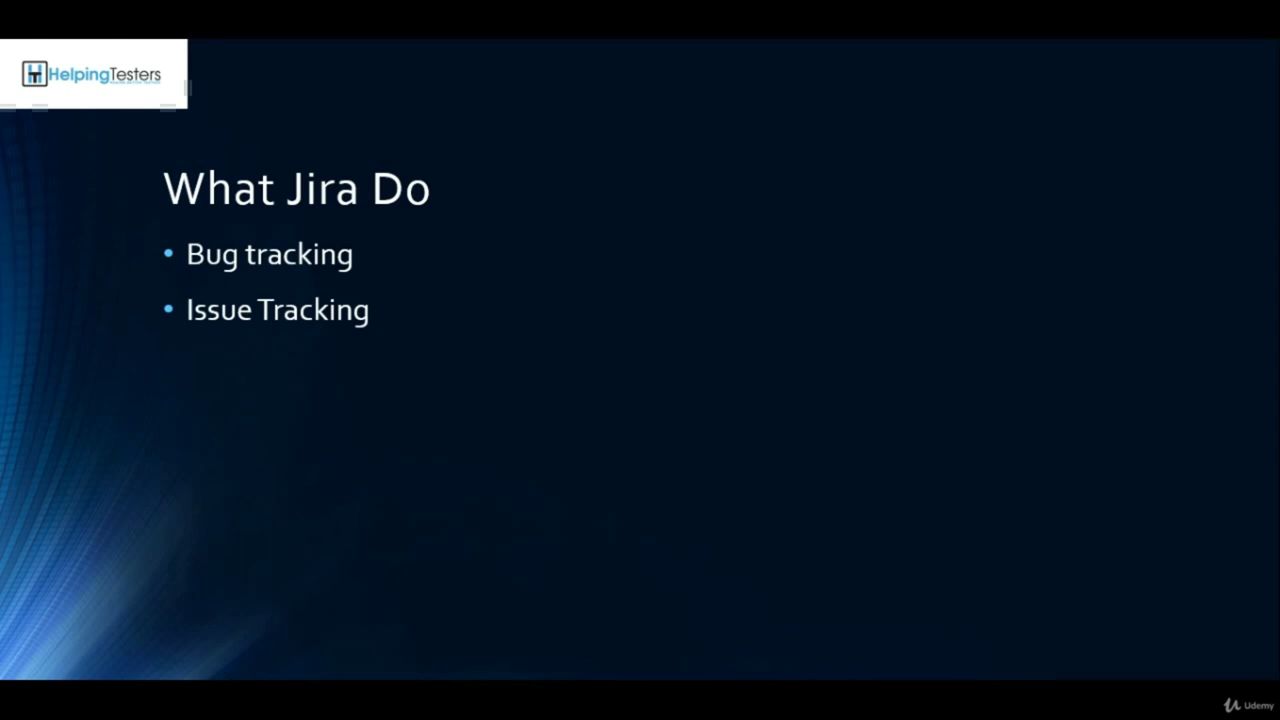 HelpingTesters
What Jira Do
• Bug tracking
• Issue Tracking
Udemy